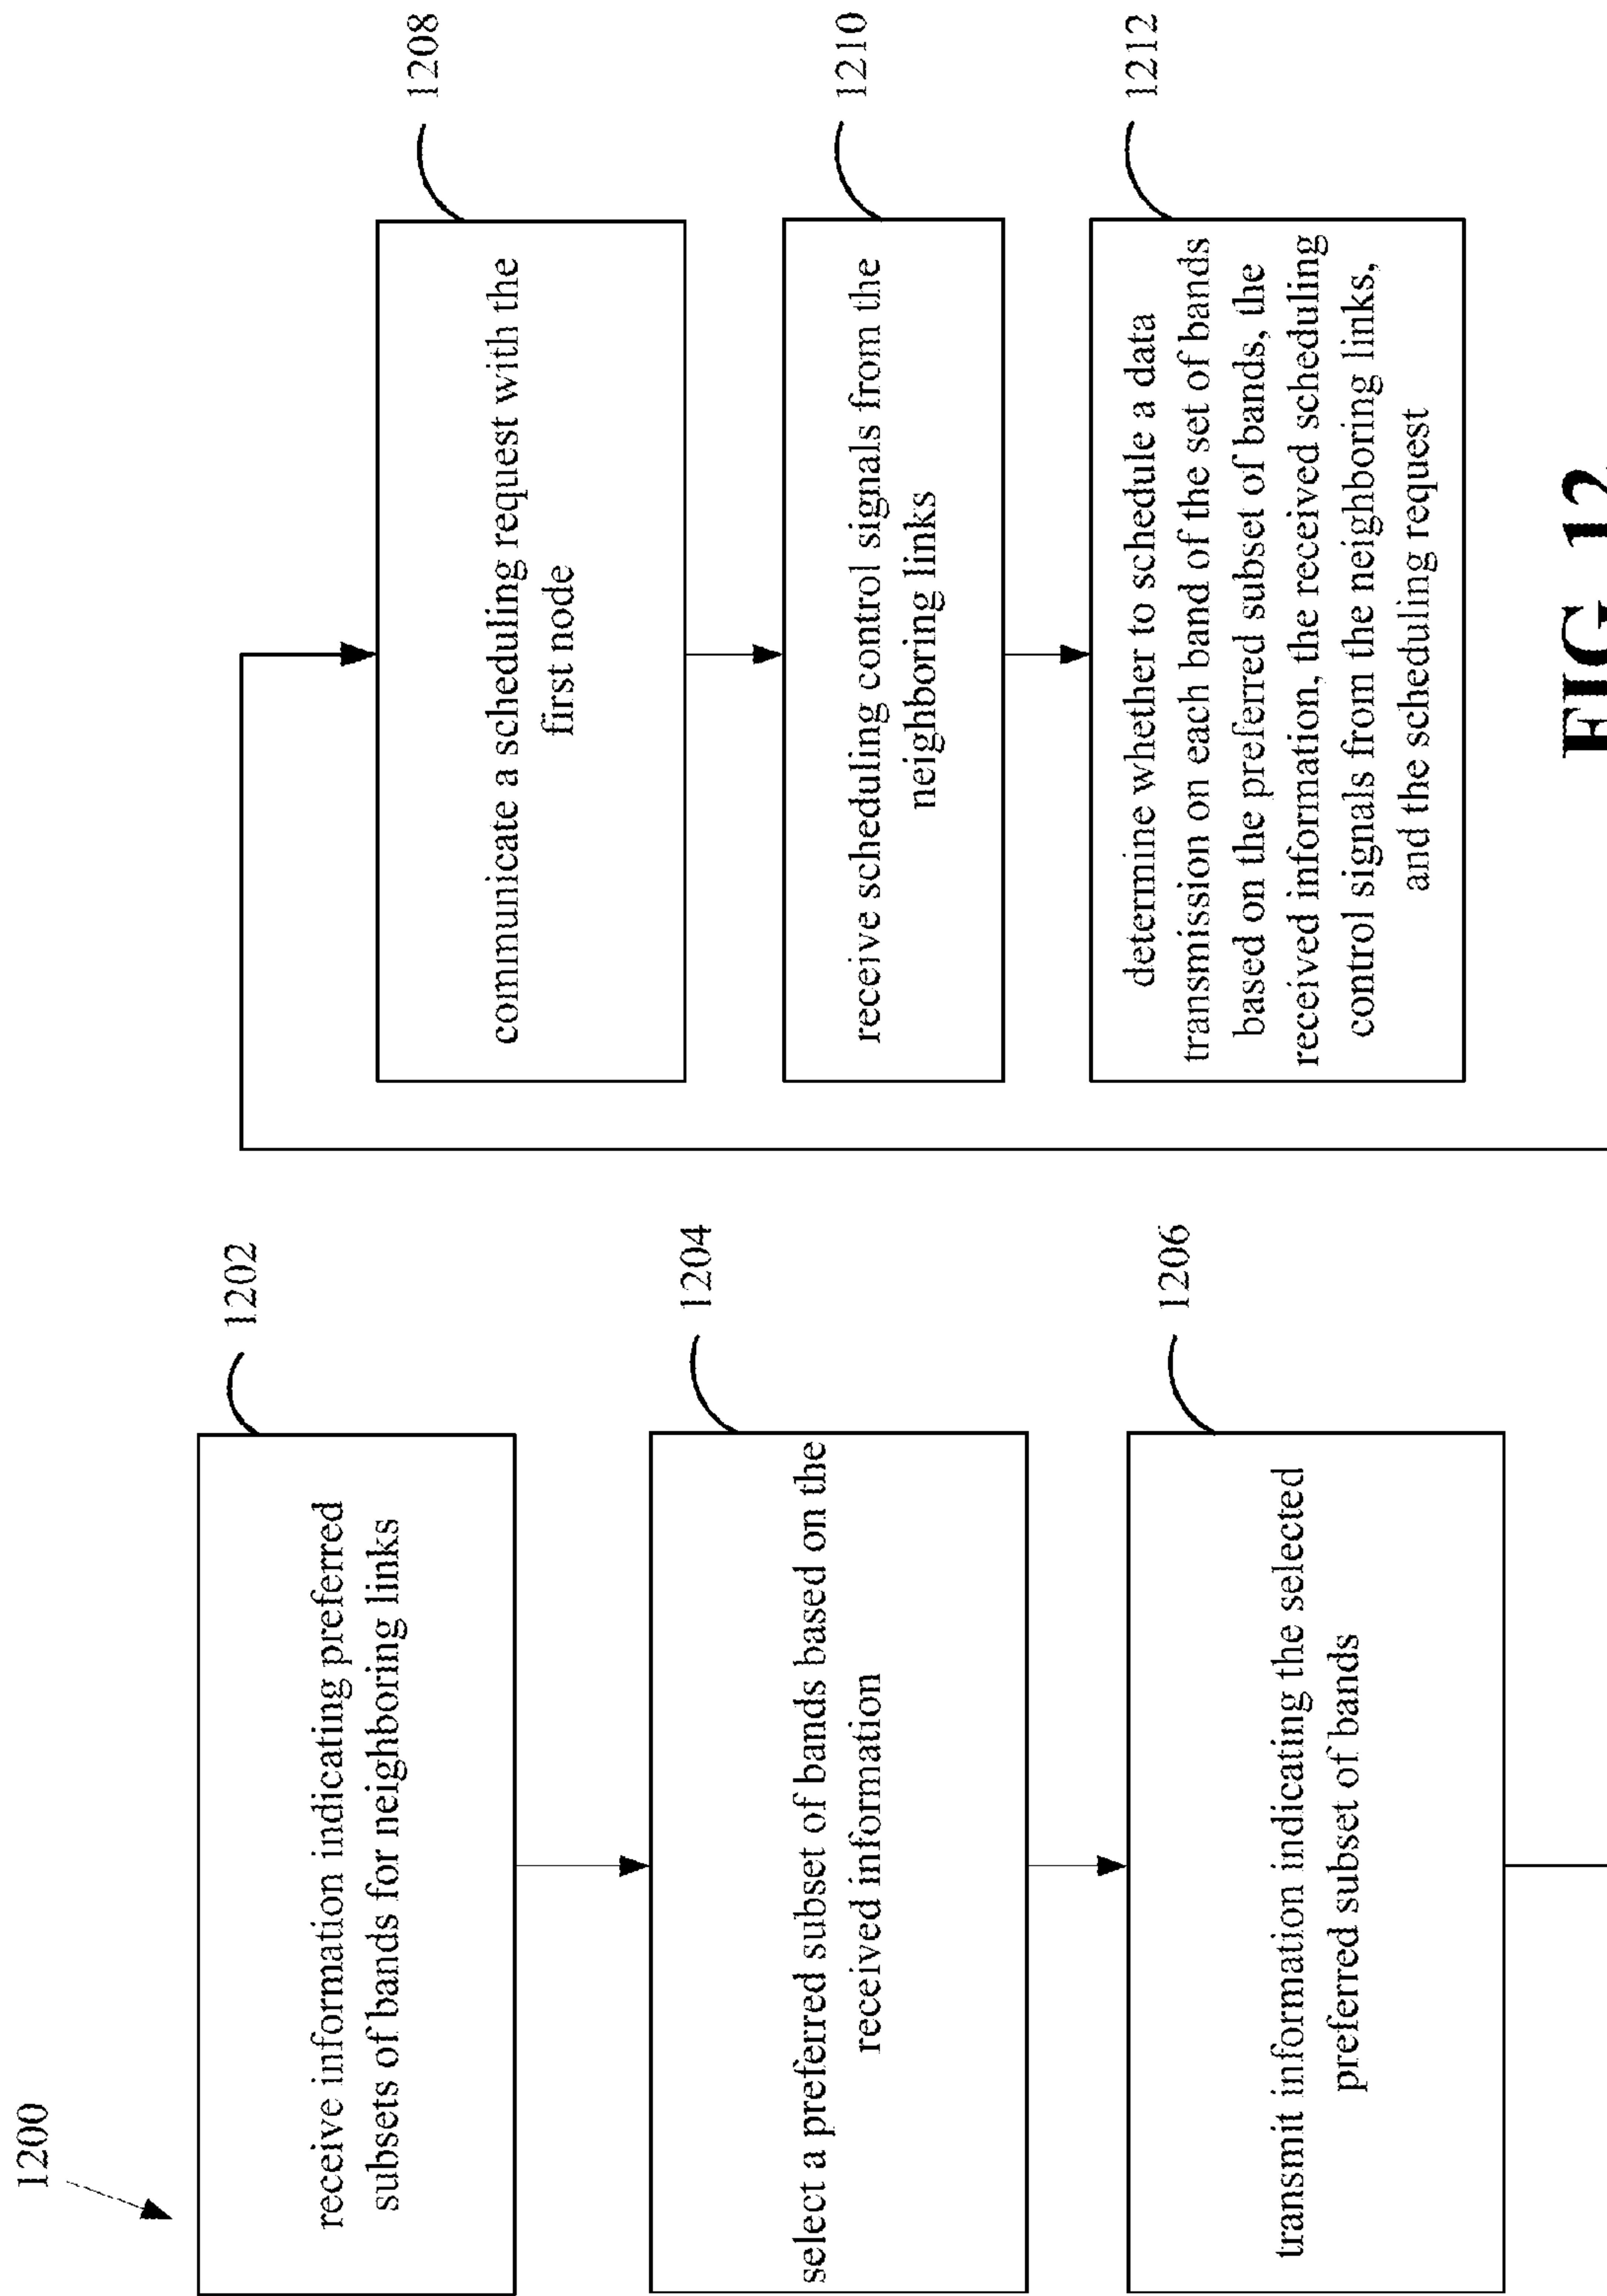 1200
1202
receive information indicating preferred
subsets of bands for neighboring links
1204
select a preferred subset of bands based on the
received information
1206
transmit information indicating the selected
preferred subset of bands
1208
communicate a scheduling request with the
first node
1210
receive scheduling control signals from the
neighboring links
1212
determine whether to schedule a data
transmission on each band of the set of bands
based on the preferred subset of bands, the
received information, the received scheduling
control signals from the neighboring links,
and the scheduling request
FIG 12